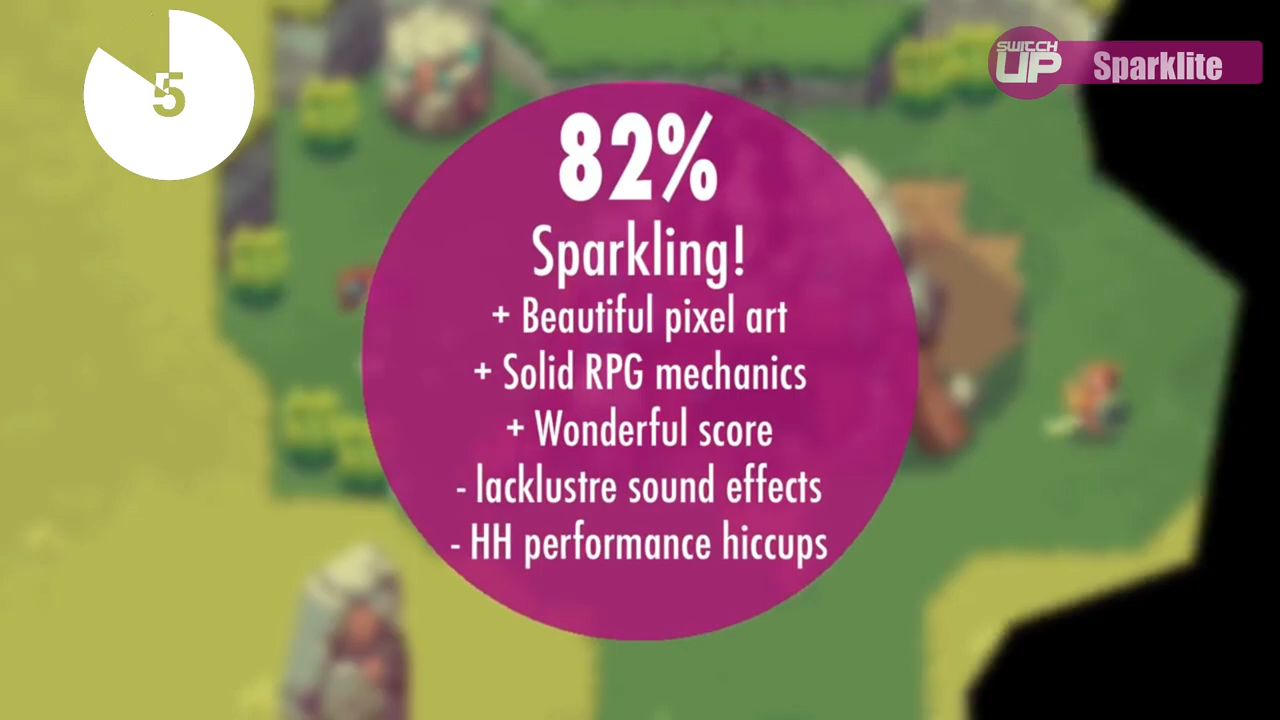 5
SWITCH
UP
Sparklite
82%
Sparkling!
+ Beautiful pixel art
+ Solid RPG mechanics
+ Wonderful score
- lacklustre sound effects
- HH performance hiccups